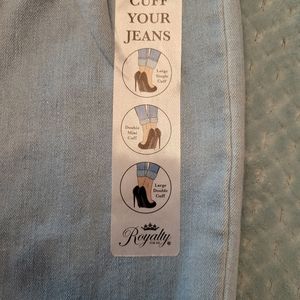 CUFF
YOUR
JEANS
Large
Single
Cuff
Double
Mini
Cuff
Large
Double
Cuff
Royalty